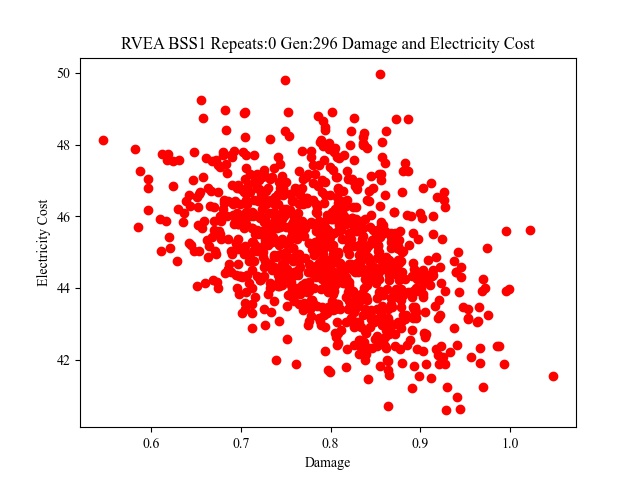 RVEA BSS1 Repeats:0 Gen:296 Damage and Electricity Cost
50
48
46
44
42
Electricity Cost
0.6 0.7 0.8 0.9 1.0
Damage